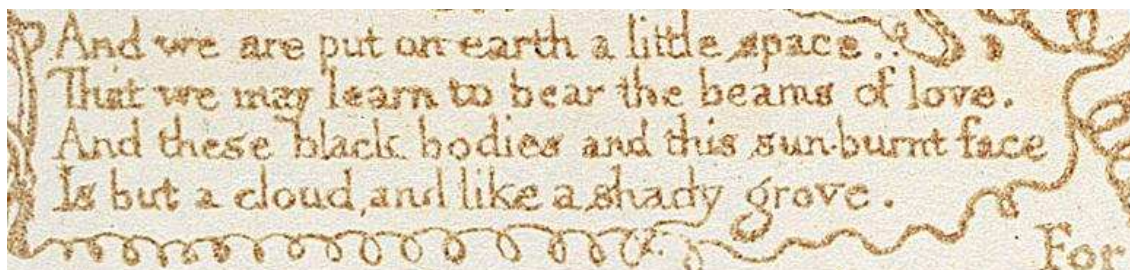 And we are put on earth a little space.
That we may learn to bear the beams of love.
And these black bodies and this sun-burnt face
Is but a cloud, and like a shady grove.
For